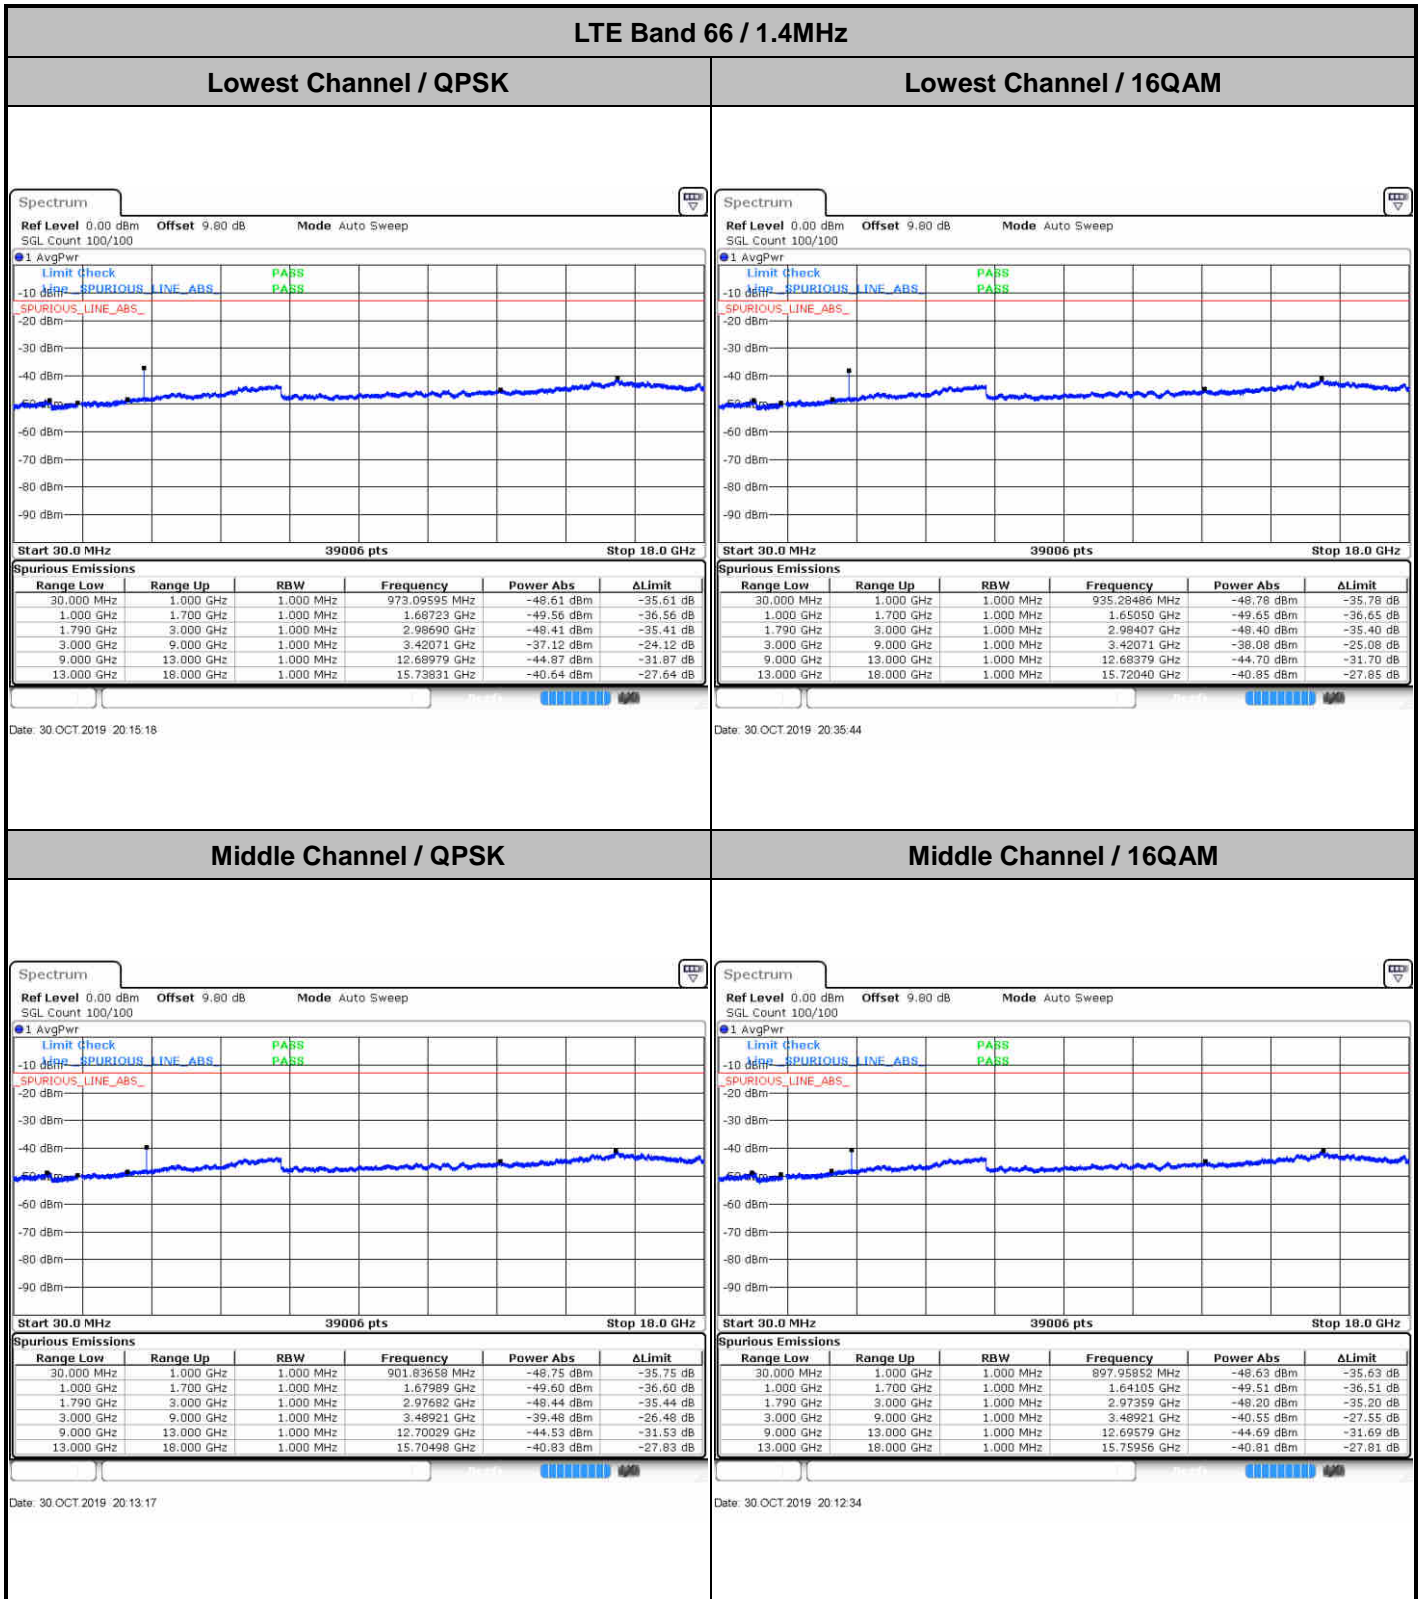 LTE Band 66 / 1.4MHz
Lowest Channel / QPSK
Lowest Channel / 16QAM
Spectrum
Ref Level 0.00 dBm Offset 9.80 dB Mode Auto Sweep
SGL Count 100/100
1 AvgPwr
Limit Check PASS
Line _SPURIOUS_LINE_ABS_ PASS
-10 dBm
_SPURIOUS_LINE_ABS_
-20 dBm
-30 dBm
-40 dBm
-50 dBm
-60 dBm
-70 dBm
-80 dBm
-90 dBm
Start 30.0 MHz 39006 pts Stop 18.0 GHz
Spurious Emissions
Range Low Range Up RBW Frequency Power Abs ΔLimit
30.000 MHz 1.000 GHz 1.000 MHz 973.09595 MHz -48.61 dBm -35.61 dB
1.000 GHz 1.700 GHz 1.000 MHz 1.68723 GHz -49.56 dBm -36.56 dB
1.790 GHz 3.000 GHz 1.000 MHz 2.98690 GHz -48.41 dBm -35.41 dB
3.000 GHz 9.000 GHz 1.000 MHz 3.42071 GHz -37.12 dBm -24.12 dB
9.000 GHz 13.000 GHz 1.000 MHz 12.68979 GHz -44.87 dBm -31.87 dB
13.000 GHz 18.000 GHz 1.000 MHz 15.73831 GHz -40.64 dBm -27.64 dB
Date: 30.OCT.2019 20:15:18
Spectrum
Ref Level 0.00 dBm Offset 9.80 dB Mode Auto Sweep
SGL Count 100/100
1 AvgPwr
Limit Check PASS
Line _SPURIOUS_LINE_ABS_ PASS
-10 dBm
_SPURIOUS_LINE_ABS_
-20 dBm
-30 dBm
-40 dBm
-50 dBm
-60 dBm
-70 dBm
-80 dBm
-90 dBm
Start 30.0 MHz 39006 pts Stop 18.0 GHz
Spurious Emissions
Range Low Range Up RBW Frequency Power Abs ΔLimit
30.000 MHz 1.000 GHz 1.000 MHz 935.28486 MHz -48.78 dBm -35.78 dB
1.000 GHz 1.700 GHz 1.000 MHz 1.65050 GHz -49.65 dBm -36.65 dB
1.790 GHz 3.000 GHz 1.000 MHz 2.98407 GHz -48.40 dBm -35.40 dB
3.000 GHz 9.000 GHz 1.000 MHz 3.42071 GHz -38.08 dBm -25.08 dB
9.000 GHz 13.000 GHz 1.000 MHz 12.68379 GHz -44.70 dBm -31.70 dB
13.000 GHz 18.000 GHz 1.000 MHz 15.72040 GHz -40.85 dBm -27.85 dB
Date: 30.OCT.2019 20:35:44
Middle Channel / QPSK
Middle Channel / 16QAM
Spectrum
Ref Level 0.00 dBm Offset 9.80 dB Mode Auto Sweep
SGL Count 100/100
1 AvgPwr
Limit Check PASS
Line _SPURIOUS_LINE_ABS_ PASS
-10 dBm
_SPURIOUS_LINE_ABS_
-20 dBm
-30 dBm
-40 dBm
-50 dBm
-60 dBm
-70 dBm
-80 dBm
-90 dBm
Start 30.0 MHz 39006 pts Stop 18.0 GHz
Spurious Emissions
Range Low Range Up RBW Frequency Power Abs ΔLimit
30.000 MHz 1.000 GHz 1.000 MHz 901.83658 MHz -48.75 dBm -35.75 dB
1.000 GHz 1.700 GHz 1.000 MHz 1.67989 GHz -49.60 dBm -36.60 dB
1.790 GHz 3.000 GHz 1.000 MHz 2.97682 GHz -48.44 dBm -35.44 dB
3.000 GHz 9.000 GHz 1.000 MHz 3.48921 GHz -39.48 dBm -26.48 dB
9.000 GHz 13.000 GHz 1.000 MHz 12.70029 GHz -44.53 dBm -31.53 dB
13.000 GHz 18.000 GHz 1.000 MHz 15.70498 GHz -40.83 dBm -27.83 dB
Date: 30.OCT.2019 20:13:17
Spectrum
Ref Level 0.00 dBm Offset 9.80 dB Mode Auto Sweep
SGL Count 100/100
1 AvgPwr
Limit Check PASS
Line _SPURIOUS_LINE_ABS_ PASS
-10 dBm
_SPURIOUS_LINE_ABS_
-20 dBm
-30 dBm
-40 dBm
-50 dBm
-60 dBm
-70 dBm
-80 dBm
-90 dBm
Start 30.0 MHz 39006 pts Stop 18.0 GHz
Spurious Emissions
Range Low Range Up RBW Frequency Power Abs ΔLimit
30.000 MHz 1.000 GHz 1.000 MHz 897.95852 MHz -48.63 dBm -35.63 dB
1.000 GHz 1.700 GHz 1.000 MHz 1.64105 GHz -49.51 dBm -36.51 dB
1.790 GHz 3.000 GHz 1.000 MHz 2.97359 GHz -48.20 dBm -35.20 dB
3.000 GHz 9.000 GHz 1.000 MHz 3.48921 GHz -40.55 dBm -27.55 dB
9.000 GHz 13.000 GHz 1.000 MHz 12.69579 GHz -44.69 dBm -31.69 dB
13.000 GHz 18.000 GHz 1.000 MHz 15.75956 GHz -40.81 dBm -27.81 dB
Date: 30.OCT.2019 20:12:34